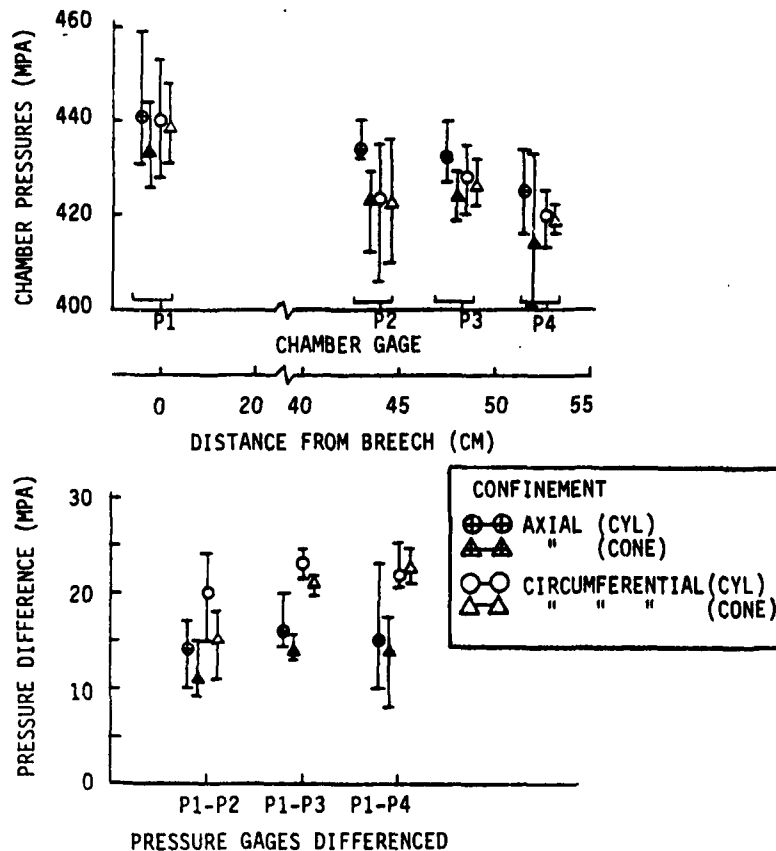 CHAMBER PRESSURES (MPA)
460
440
420
400
P1 P2 P3 P4
CHAMBER GAGE
0 20 40 45 50 55
DISTANCE FROM BREECH (CM)
PRESSURE DIFFERENCE (MPA)
30
20
10
0
P1-P2 P1-P3 P1-P4
PRESSURE GAGES DIFFERENCED
CONFINEMENT
AXIAL (CYL)
" (CONE)
CIRCUMFERENTIAL (CYL)
" " " (CONE)